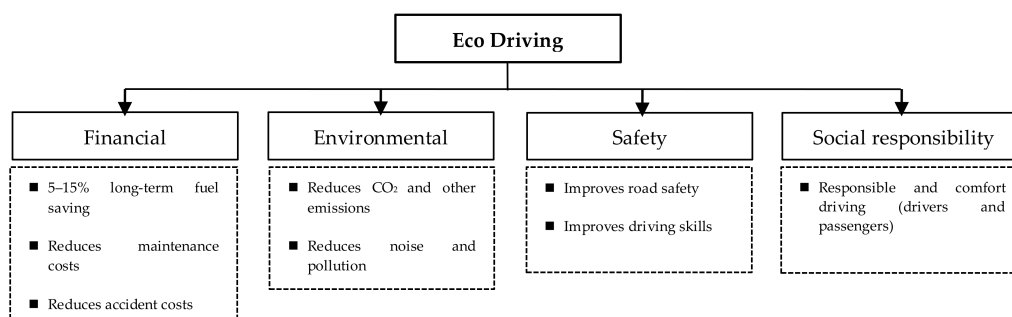 Eco Driving
Financial
Environmental
Safety
Social responsibility
■ 5–15% long-term fuel
saving
■ Reduces maintenance
costs
■ Reduces accident costs
■ Reduces CO₂ and other
emissions
■ Reduces noise and
pollution
■ Improves road safety
■ Improves driving skills
■ Responsible and comfort
driving (drivers and
passengers)